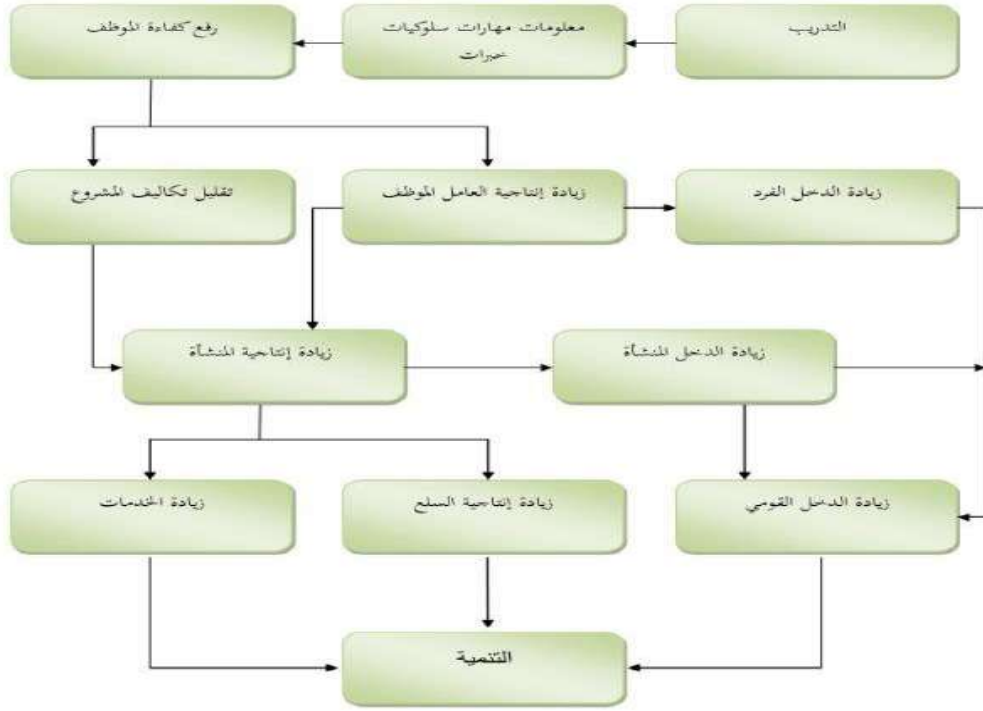 التدريب
معلومات مهارات سلوكيات
خبرات
رفع كفاءة الموظف
زيادة الدخل الفرد
زيادة إنتاجية العامل الموظف
تقليل تكاليف المشروع
زيادة الدخل المنشأة
زيادة إنتاجية المنشأة
زيادة الدخل القومي
زيادة إنتاجية السلع
زيادة الخدمات
التنمية